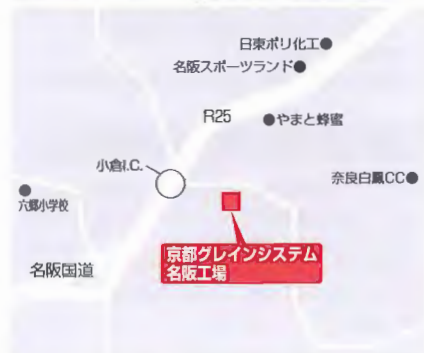 日東ポリ化工●
名阪スポーツランド●
R25
●やまと蜂蜜
小倉I.C.
奈良白鳳CC●
●
六郷小学校
京都グレインシステム
名阪工場
名阪国道